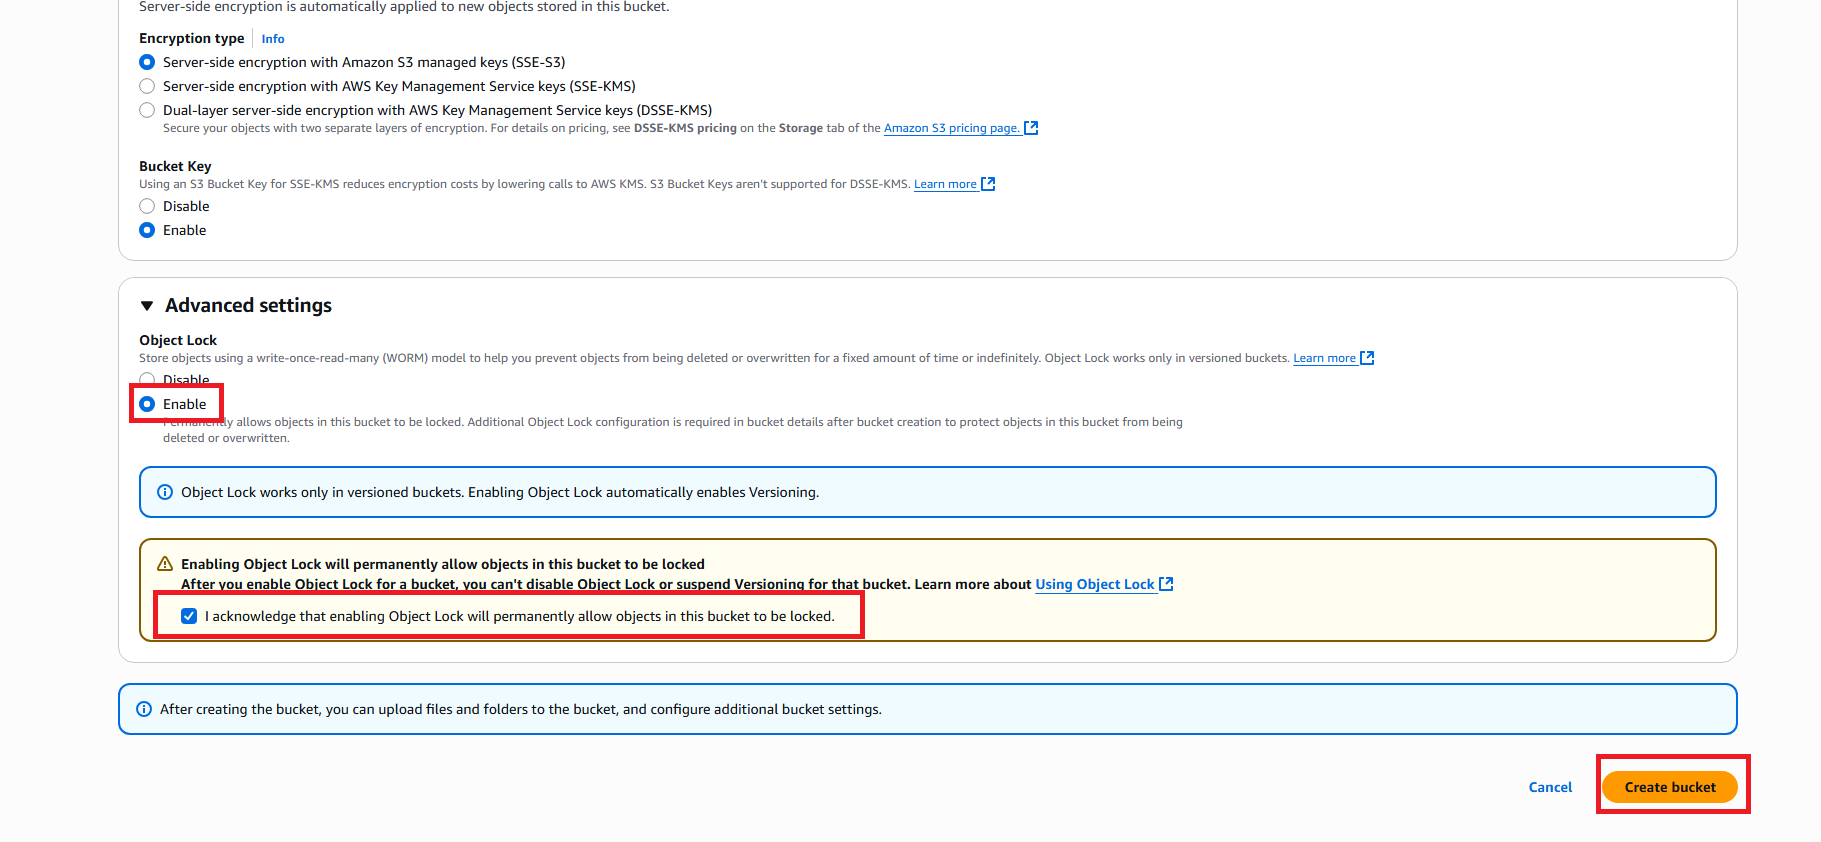 Server-side encryption is automatically applied to new objects stored in this bucket.
Encryption type Info
Server-side encryption with Amazon S3 managed keys (SSE-S3)
Server-side encryption with AWS Key Management Service keys (SSE-KMS)
Dual-layer server-side encryption with AWS Key Management Service keys (DSSE-KMS)
Secure your objects with two separate layers of encryption. For details on pricing, see DSSE-KMS pricing on the Storage tab of the Amazon S3 pricing page.
Bucket Key
Using an S3 Bucket Key for SSE-KMS reduces encryption costs by lowering calls to AWS KMS. S3 Bucket Keys aren't supported for DSSE-KMS. Learn more
Disable
Enable
Advanced settings
Object Lock
Store objects using a write-once-read-many (WORM) model to help you prevent objects from being deleted or overwritten for a fixed amount of time or indefinitely. Object Lock works only in versioned buckets. Learn more
Disable
Enable
Permanently allows objects in this bucket to be locked. Additional Object Lock configuration is required in bucket details after bucket creation to protect objects in this bucket from being
deleted or overwritten.
Object Lock works only in versioned buckets. Enabling Object Lock automatically enables Versioning.
Enabling Object Lock will permanently allow objects in this bucket to be locked
After you enable Object Lock for a bucket, you can't disable Object Lock or suspend Versioning for that bucket. Learn more about Using Object Lock
I acknowledge that enabling Object Lock will permanently allow objects in this bucket to be locked.
After creating the bucket, you can upload files and folders to the bucket, and configure additional bucket settings.
Cancel
Create bucket